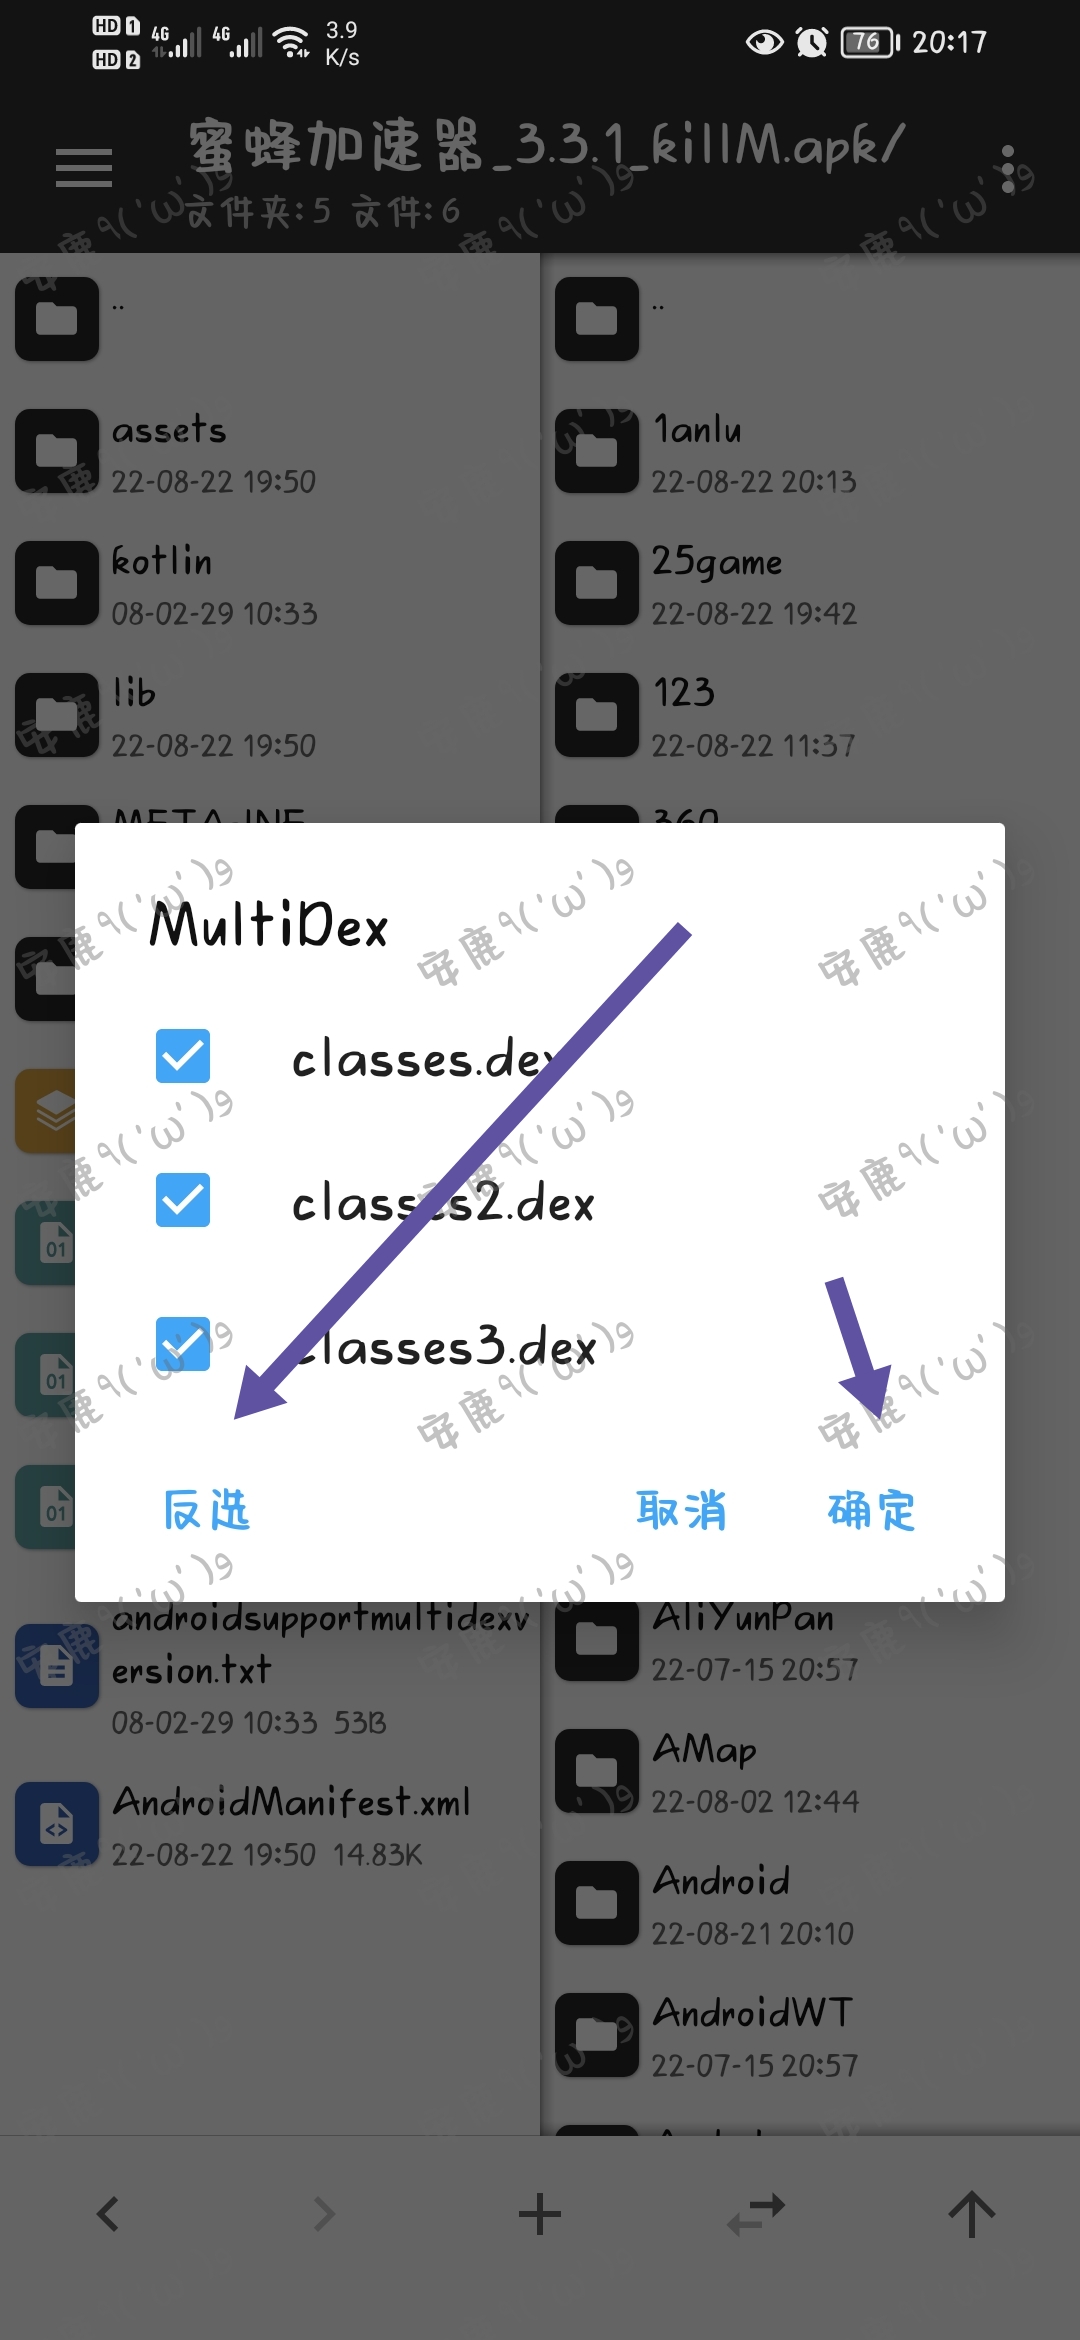 HD 1 4G 4G 3.9 76 20:17
HD 2 K/s
蜜蜂加速器_3.3.1_killM.apk/
文件夹:5 文件:6
..
assets
22-08-22 19:50
kotlin
08-02-29 10:33
lib
22-08-22 19:50
META-INF
..
1anlu
22-08-22 20:13
25game
22-08-22 19:42
123
22-08-22 11:37
360
MultiDex
classes.dex
classes2.dex
classes3.dex
反选 取消 确定
01
01
01
androidsupportmultidexv
ersion.txt
08-02-29 10:33 53B
AndroidManifest.xml
22-08-22 19:50 14.83K
AliYunPan
22-07-15 20:57
AMap
22-08-02 12:44
Android
22-08-21 20:10
AndroidWT
22-07-15 20:57
安鹿٩('ω')و